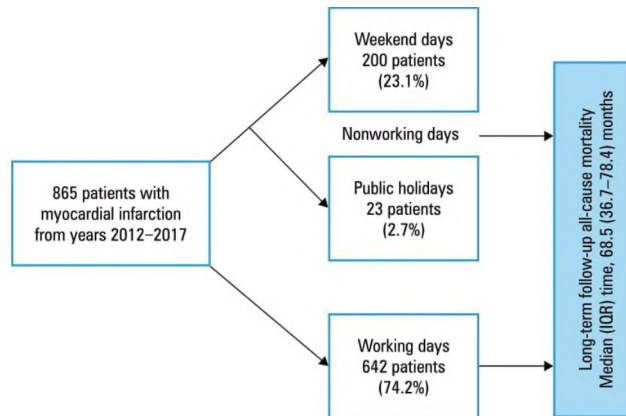 Weekend days
200 patients
(23.1%)
Nonworking days
865 patients with
myocardial infarction
from years 2012–2017
Public holidays
23 patients
(2.7%)
Working days
642 patients
(74.2%)
Long-term follow-up all-cause mortality
Median (IQR) time, 68.5 (36.7–78.4) months